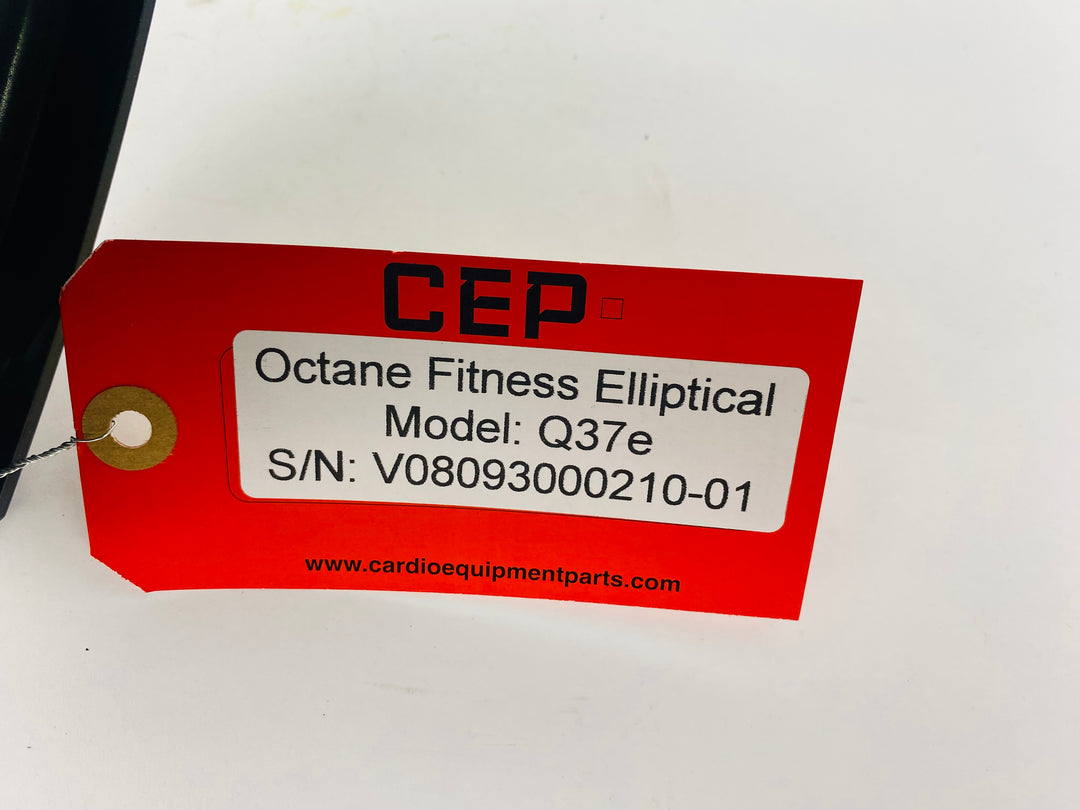 CEP
Octane Fitness Elliptical
Model: Q37e
S/N: V08093000210-01
www.cardioequipmentparts.com